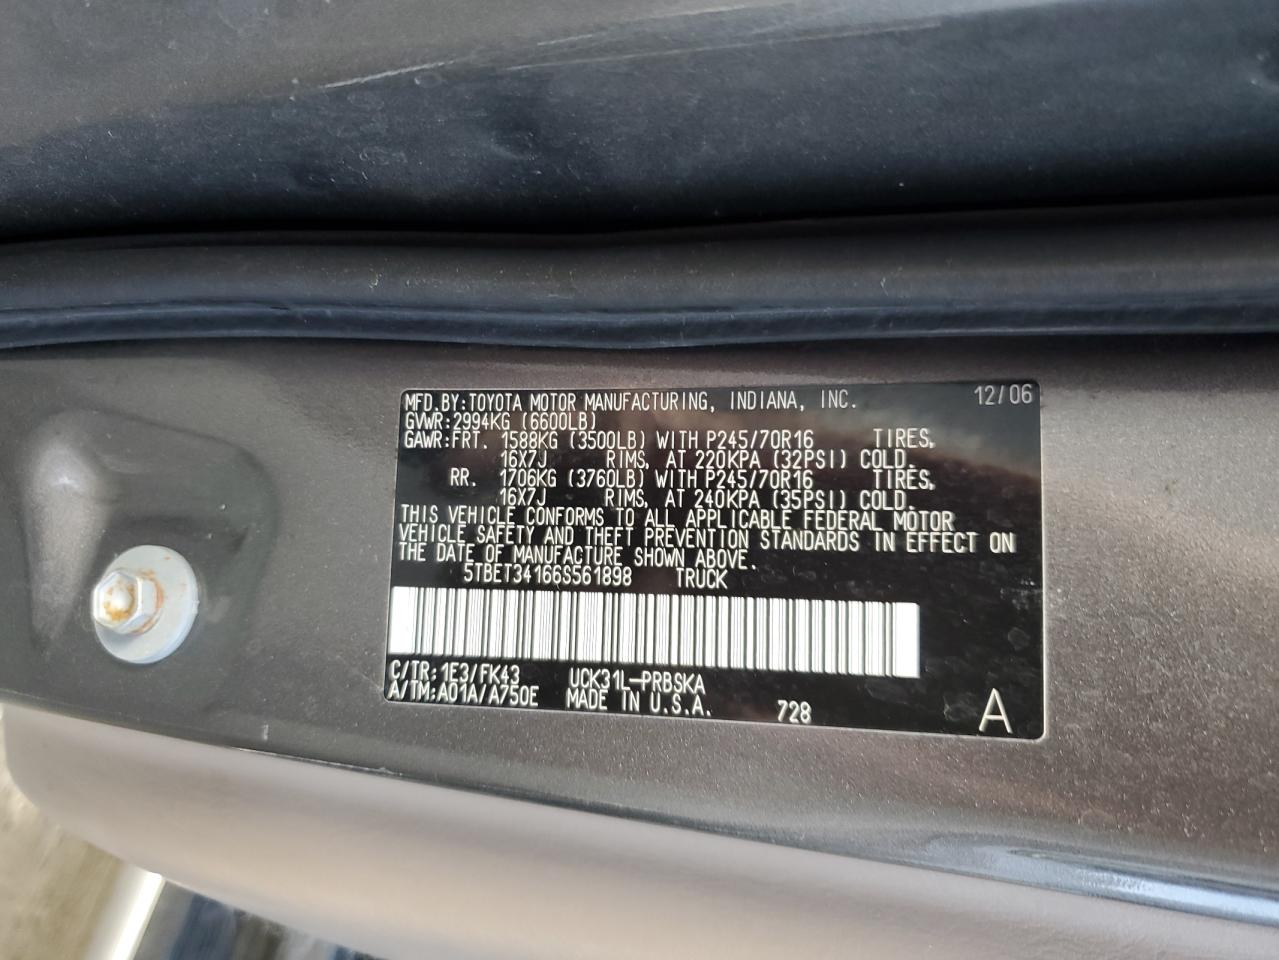 MFD.BY:TOYOTA MOTOR MANUFACTURING, INDIANA, INC. 12/06
GVWR:2994KG (6600LB)
GAWR:FRT. 1588KG (3500LB) WITH P245/70R16 TIRES,
16X7J RIMS, AT 220KPA (32PSI) COLD.
RR. 1706KG (3760LB) WITH P245/70R16 TIRES,
16X7J RIMS, AT 240KPA (35PSI) COLD.
THIS VEHICLE CONFORMS TO ALL APPLICABLE FEDERAL MOTOR
VEHICLE SAFETY AND THEFT PREVENTION STANDARDS IN EFFECT ON
THE DATE OF MANUFACTURE SHOWN ABOVE.
5TBET34166S561898 TRUCK
C/TR:1E3/FK43 UCK31L-PRBSKA
A/TM:A01A/A750E MADE IN U.S.A. 728 A